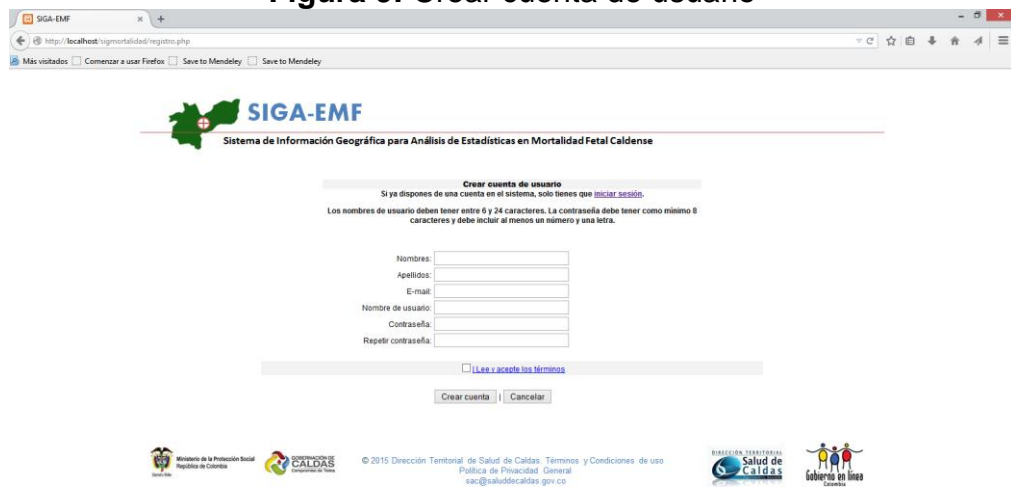 Crear cuenta de usuario
SIGA-EMF
http://localhost/sigmortalidad/registro.php
Más visitados Comenzar a usar Firefox Save to Mendeley Save to Mendeley
SIGA-EMF
Sistema de Información Geográfica para Análisis de Estadísticas en Mortalidad Fetal Caldense
Crear cuenta de usuario
Si ya dispones de una cuenta en el sistema, solo tienes que iniciar sesión.
Los nombres de usuario deben tener entre 6 y 24 caracteres. La contraseña debe tener como mínimo 8
caracteres y debe incluir al menos un número y una letra.
Nombres:
Apellidos:
E-mail:
Nombre de usuario:
Contraseña:
Repetir contraseña:
Lee y acepte los términos
Crear cuenta | Cancelar
Ministerio de la Protección Social
República de Colombia
GOBERNACIÓN DE
CALDAS
© 2015 Dirección Territorial de Salud de Caldas. Términos y Condiciones de uso
Política de Privacidad General
sac@saluddecaldas.gov.co
DIRECCIÓN TERRITORIAL
Salud de
Caldas
Gobierno en línea
Colombia